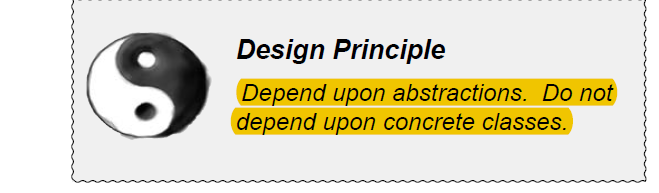 Design Principle
Depend upon abstractions. Do not
depend upon concrete classes.